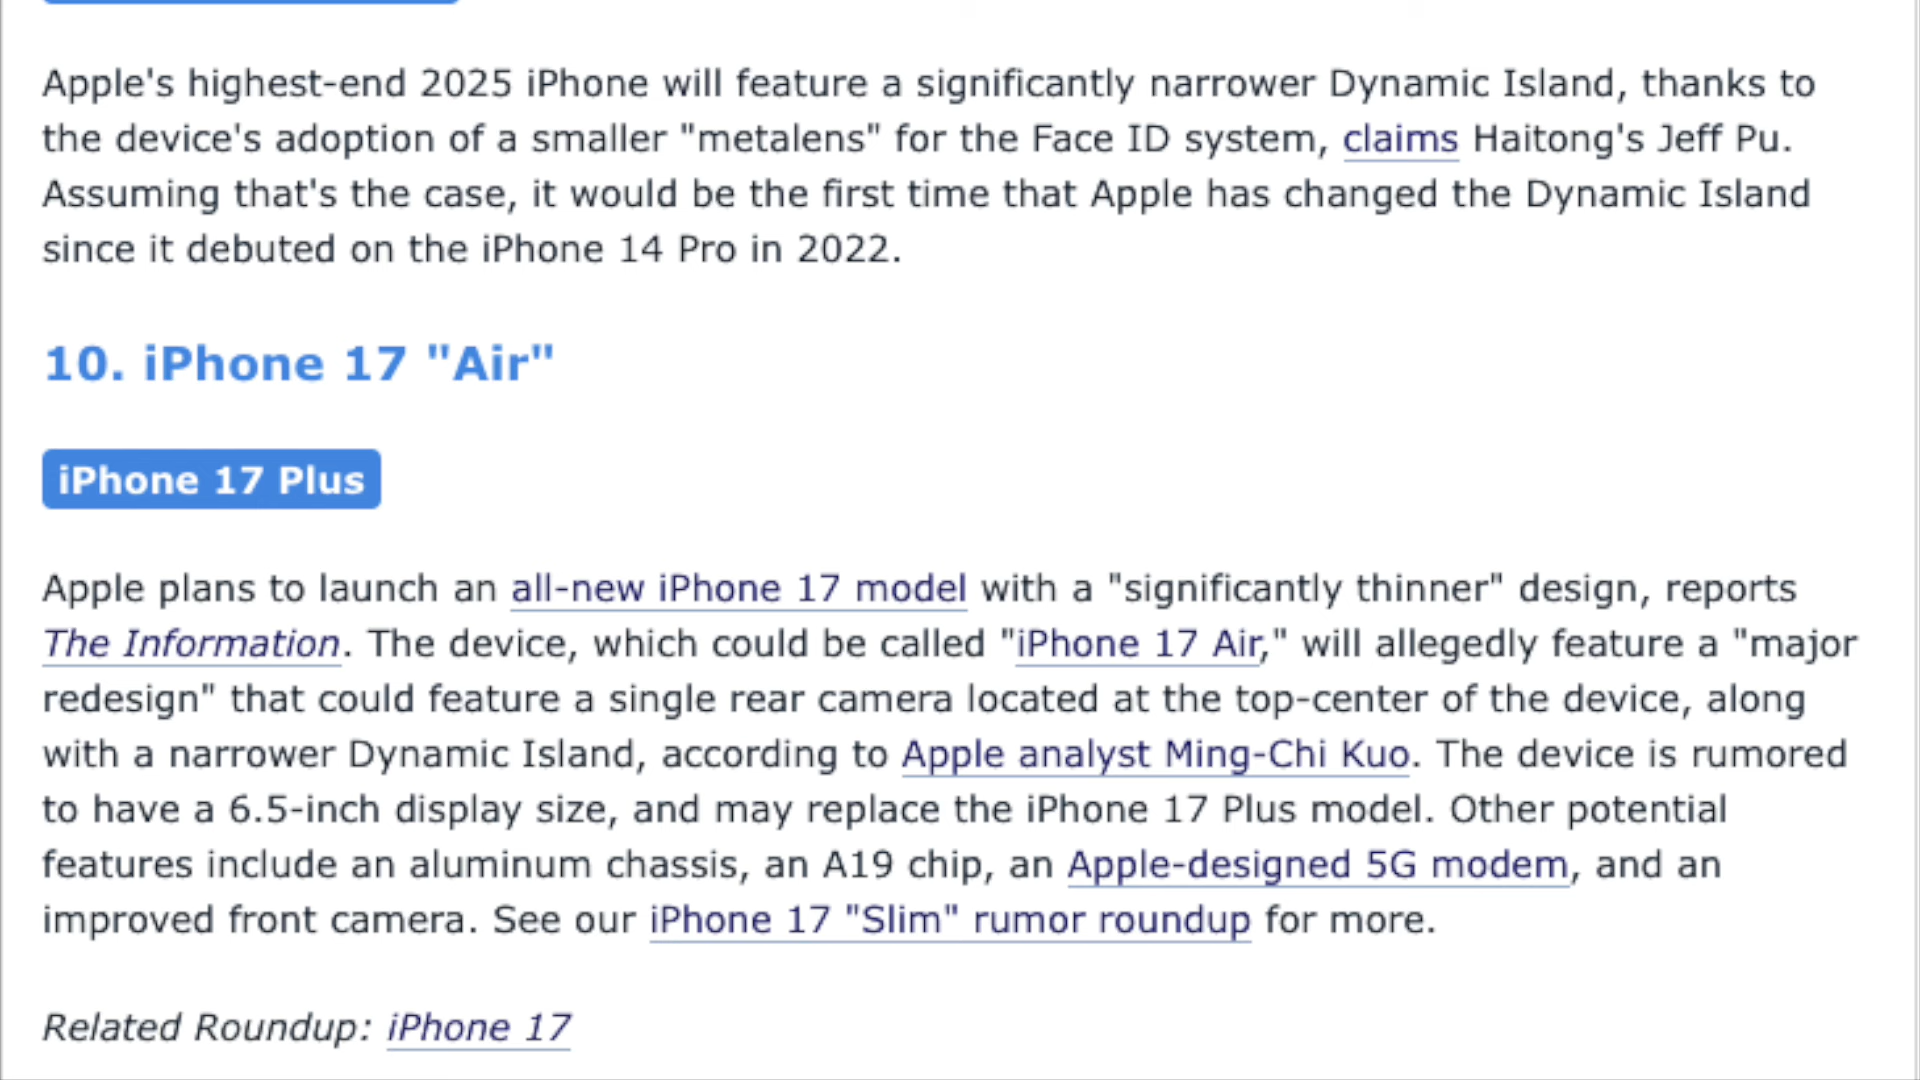 Apple's highest-end 2025 iPhone will feature a significantly narrower Dynamic Island, thanks to
the device's adoption of a smaller "metalens" for the Face ID system, claims Haitong's Jeff Pu.
Assuming that's the case, it would be the first time that Apple has changed the Dynamic Island
since it debuted on the iPhone 14 Pro in 2022.
10. iPhone 17 "Air"
iPhone 17 Plus
Apple plans to launch an all-new iPhone 17 model with a "significantly thinner" design, reports
The Information. The device, which could be called "iPhone 17 Air," will allegedly feature a "major
redesign" that could feature a single rear camera located at the top-center of the device, along
with a narrower Dynamic Island, according to Apple analyst Ming-Chi Kuo. The device is rumored
to have a 6.5-inch display size, and may replace the iPhone 17 Plus model. Other potential
features include an aluminum chassis, an A19 chip, an Apple-designed 5G modem, and an
improved front camera. See our iPhone 17 "Slim" rumor roundup for more.
Related Roundup: iPhone 17